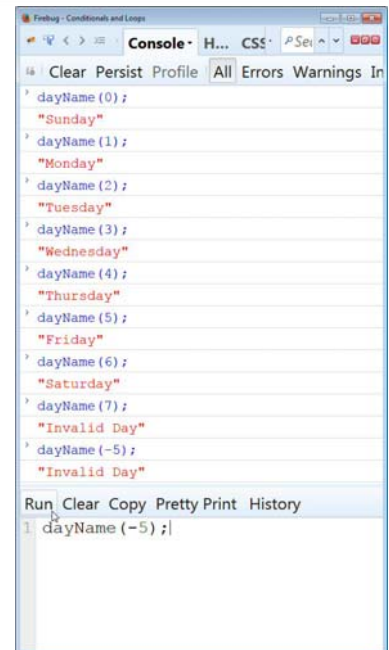 Firebug - Conditionals and Loops
Console H... CSS Se
Clear Persist Profile All Errors Warnings In
dayName(0);
"Sunday"
dayName(1);
"Monday"
dayName(2);
"Tuesday"
dayName(3);
"Wednesday"
dayName(4);
"Thursday"
dayName(5);
"Friday"
dayName(6);
"Saturday"
dayName(7);
"Invalid Day"
dayName(-5);
"Invalid Day"
Run Clear Copy Pretty Print History
1 dayName(-5);